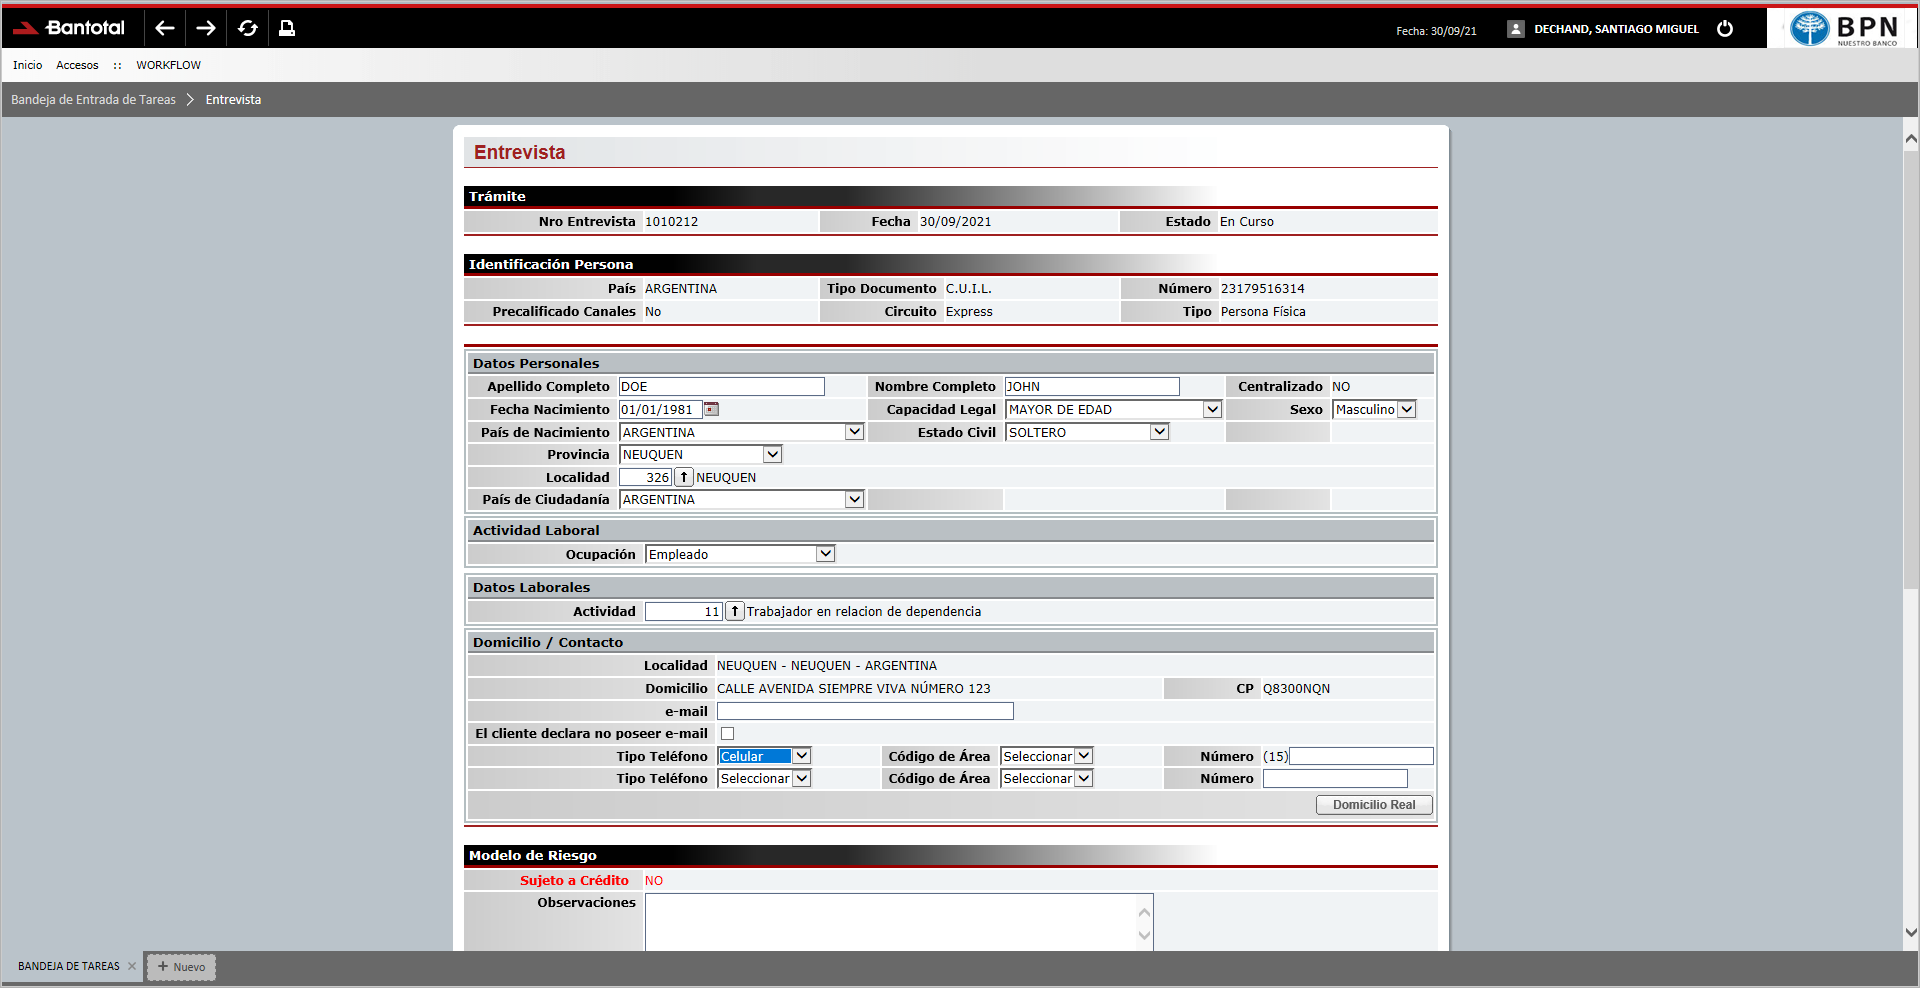 Bantotal
Fecha: 30/09/21
DECHAND, SANTIAGO MIGUEL
BPN
NUESTRO BANCO
Inicio Accesos :: WORKFLOW
Bandeja de Entrada de Tareas > Entrevista
Entrevista
Trámite
Nro Entrevista 1010212 Fecha 30/09/2021 Estado En Curso
Identificación Persona
País ARGENTINA Tipo Documento C.U.I.L. Número 23179516314
Precalificado Canales No Circuito Express Tipo Persona Física
Datos Personales
Apellido Completo DOE Nombre Completo JOHN Centralizado NO
Fecha Nacimiento 01/01/1981 Capacidad Legal MAYOR DE EDAD Sexo Masculino
País de Nacimiento ARGENTINA Estado Civil SOLTERO
Provincia NEUQUEN
Localidad 326 NEUQUEN
País de Ciudadanía ARGENTINA
Actividad Laboral
Ocupación Empleado
Datos Laborales
Actividad 11 Trabajador en relacion de dependencia
Domicilio / Contacto
Localidad NEUQUEN - NEUQUEN - ARGENTINA
Domicilio CALLE AVENIDA SIEMPRE VIVA NÚMERO 123 CP Q8300NQN
e-mail
El cliente declara no poseer e-mail
Tipo Teléfono Celular Código de Área Seleccionar Número (15)
Tipo Teléfono Seleccionar Código de Área Seleccionar Número
Domicilio Real
Modelo de Riesgo
Sujeto a Crédito NO
Observaciones
BANDEJA DE TAREAS × + Nuevo